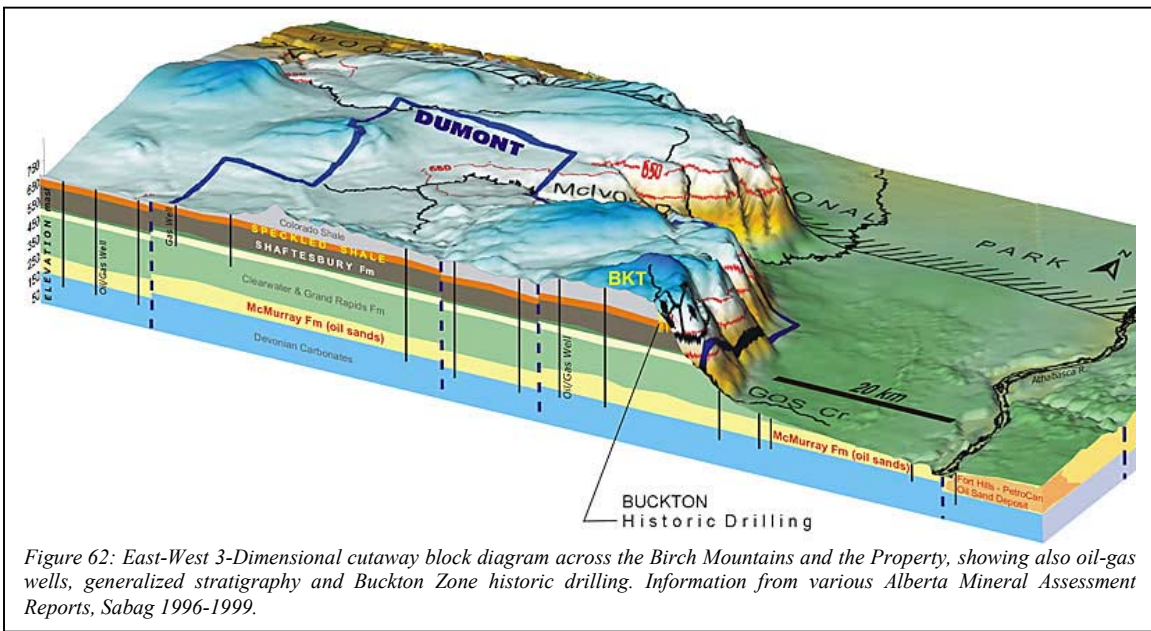 WOO
DUMONT
650
650
McIvo
ONAL
PARK
N
750
650
550
450
350
250
150
50
ELEVATION (masl)
Oil/Gas Well
Gas Well
Colorado Shale
SPECKLED SHALE
SHAFTESBURY Fm
BKT
Clearwater & Grand Rapids Fm
McMurray Fm (oil sands)
Devonian Carbonates
Oil/Gas Well
20 km
Athabasca R.
GOS Cr
McMurray Fm (oil sands)
Fort Hills - PetroCan
Oil Sand Deposit
BUCKTON
Historic Drilling
Figure 62: East-West 3-Dimensional cutaway block diagram across the Birch Mountains and the Property, showing also oil-gas
wells, generalized stratigraphy and Buckton Zone historic drilling. Information from various Alberta Mineral Assessment
Reports, Sabag 1996-1999.